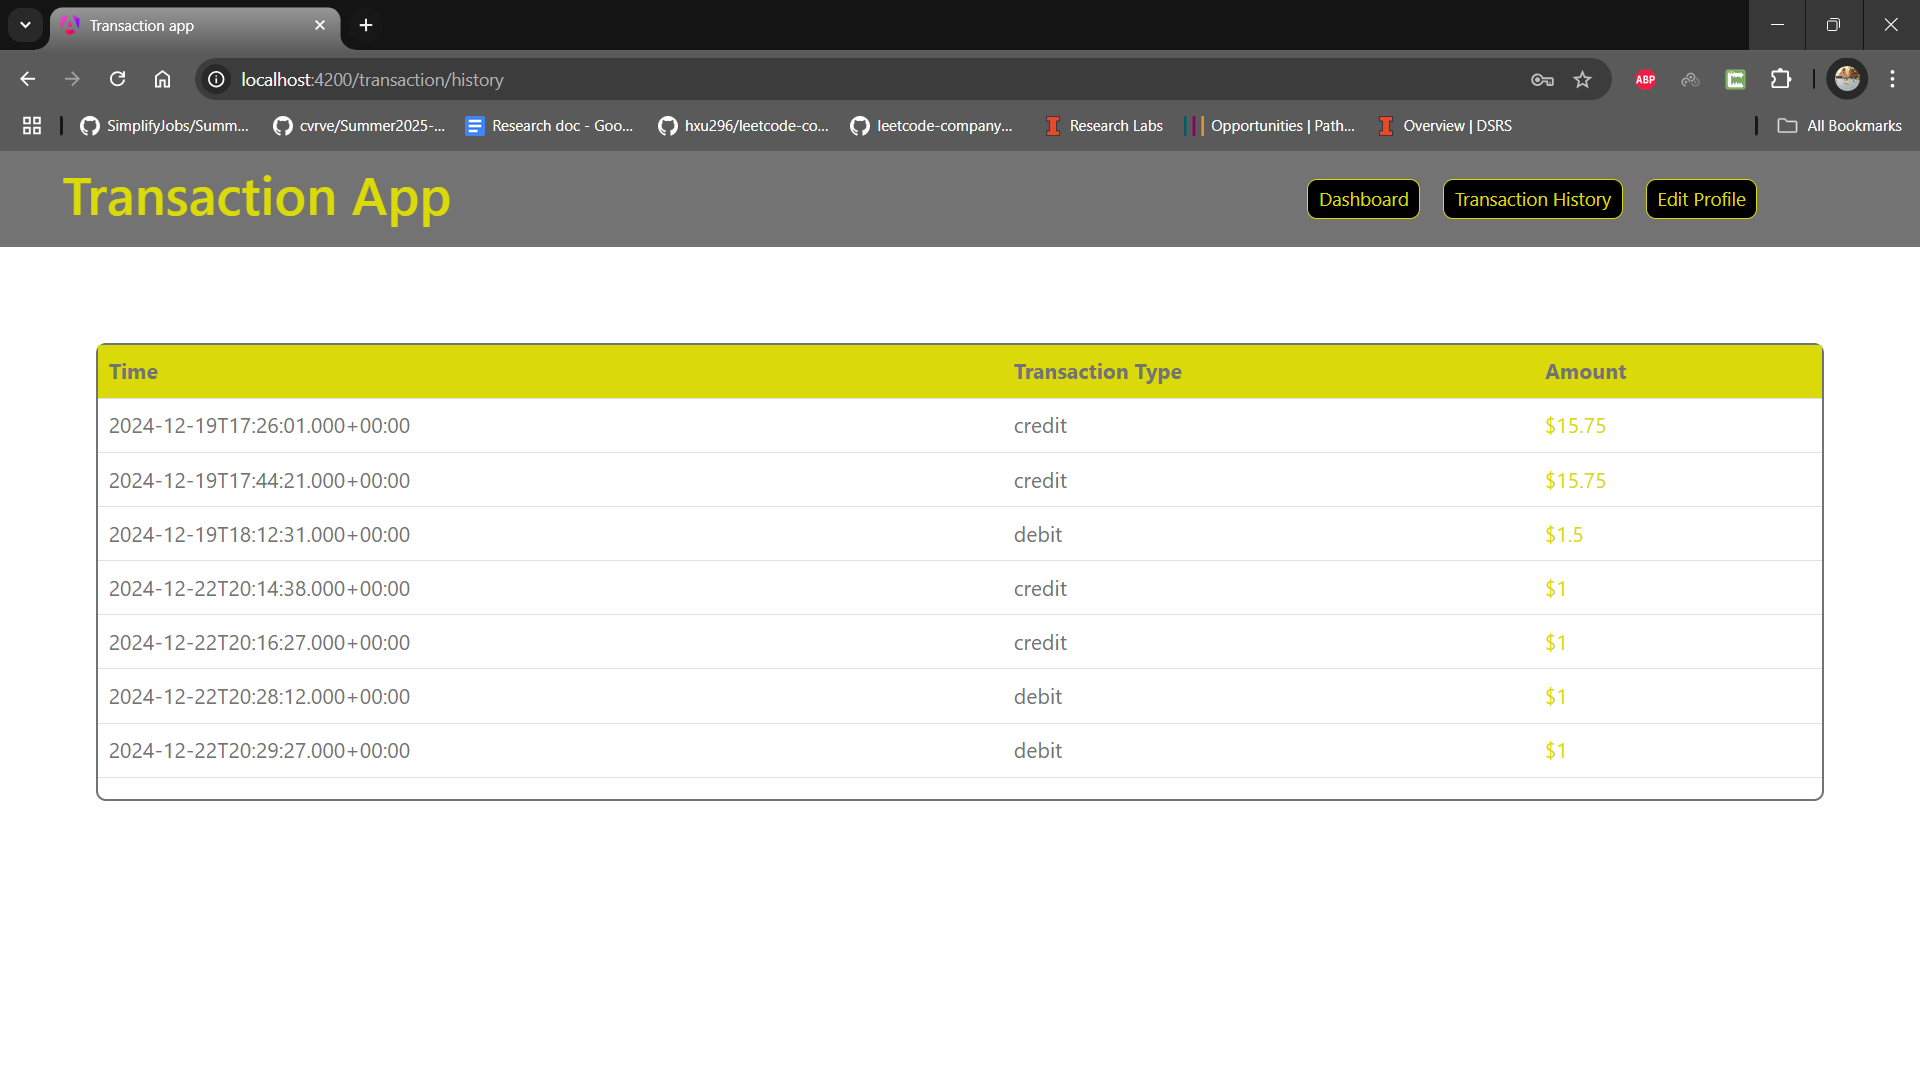 Transaction app
localhost:4200/transaction/history
ABP
SimplifyJobs/Summ... cvrve/Summer2025-... Research doc - Goo... hxu296/leetcode-co... leetcode-company... Research Labs Opportunities | Path... Overview | DSRS All Bookmarks
Transaction App Dashboard Transaction History Edit Profile
Time Transaction Type Amount
2024-12-19T17:26:01.000+00:00 credit $15.75
2024-12-19T17:44:21.000+00:00 credit $15.75
2024-12-19T18:12:31.000+00:00 debit $1.5
2024-12-22T20:14:38.000+00:00 credit $1
2024-12-22T20:16:27.000+00:00 credit $1
2024-12-22T20:28:12.000+00:00 debit $1
2024-12-22T20:29:27.000+00:00 debit $1